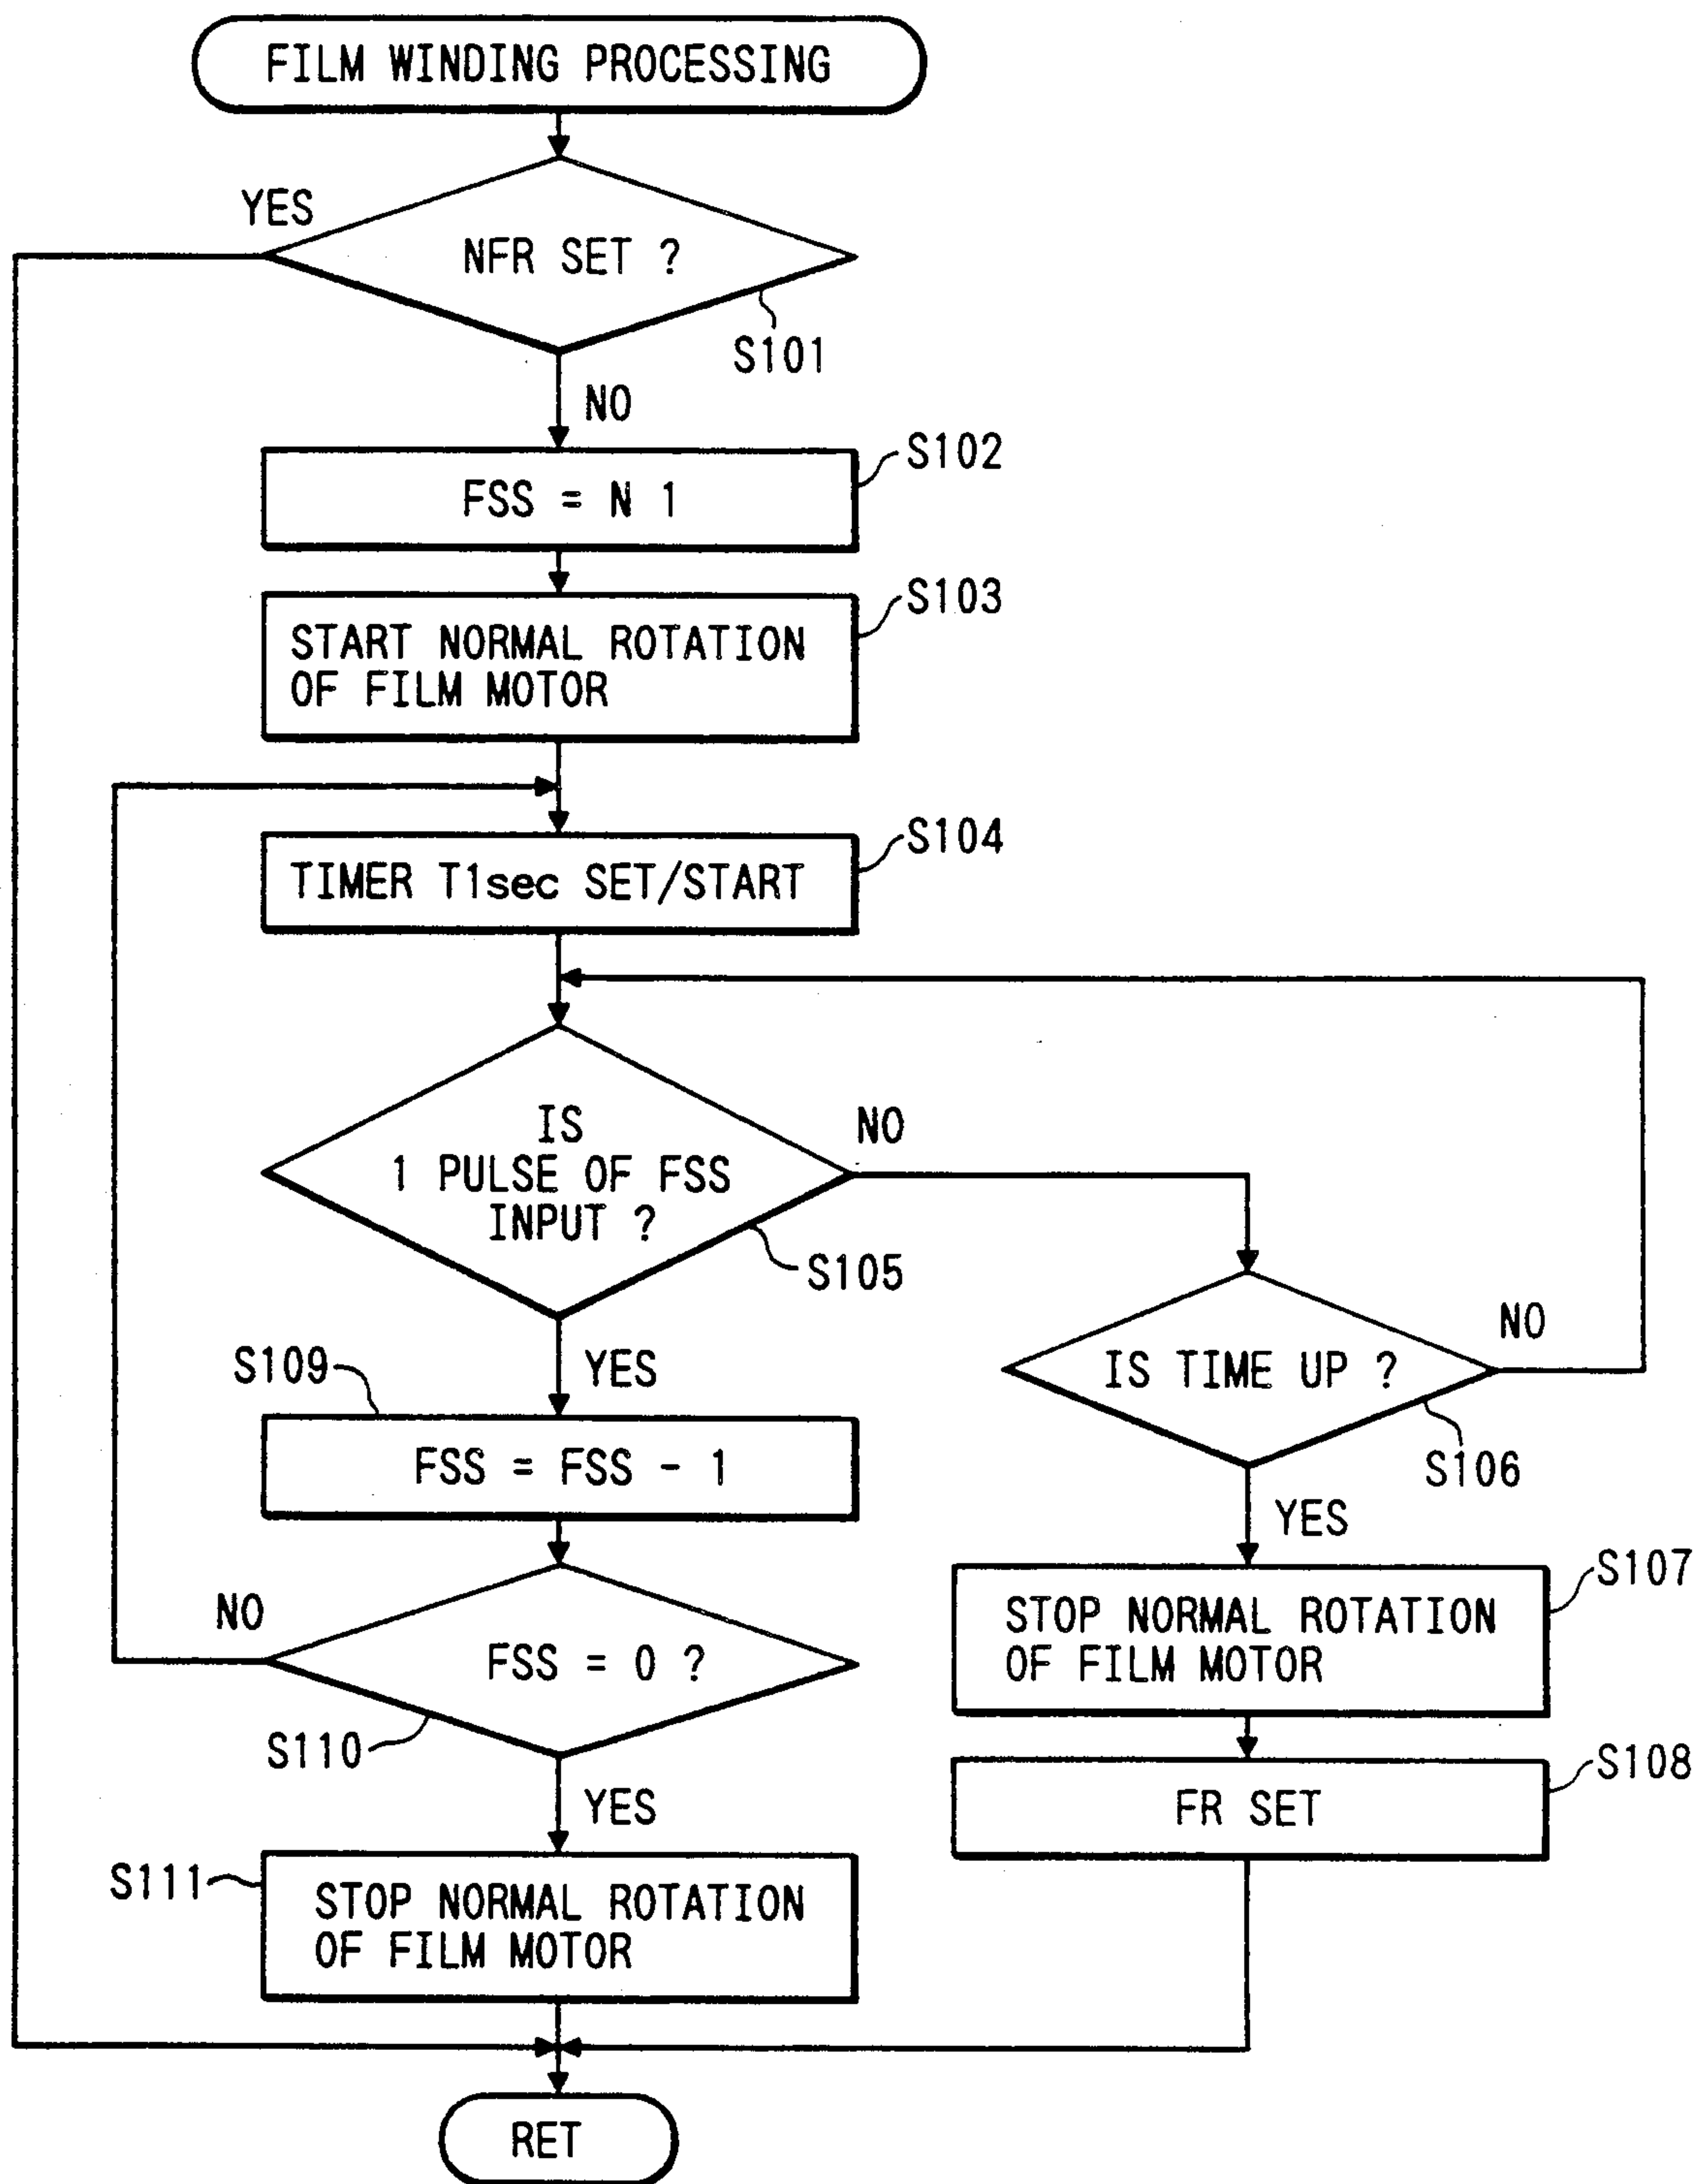 FILM WINDING PROCESSING
YES
NFR SET ?
S101
NO
S102
FSS = N 1
S103
START NORMAL ROTATION
OF FILM MOTOR
S104
TIMER T1sec SET/START
IS
1 PULSE OF FSS
INPUT ?
NO
S105
IS TIME UP ?
NO
S106
YES
S109
FSS = FSS - 1
YES
S107
STOP NORMAL ROTATION
OF FILM MOTOR
NO
FSS = 0 ?
S110
S108
FR SET
YES
S111
STOP NORMAL ROTATION
OF FILM MOTOR
RET